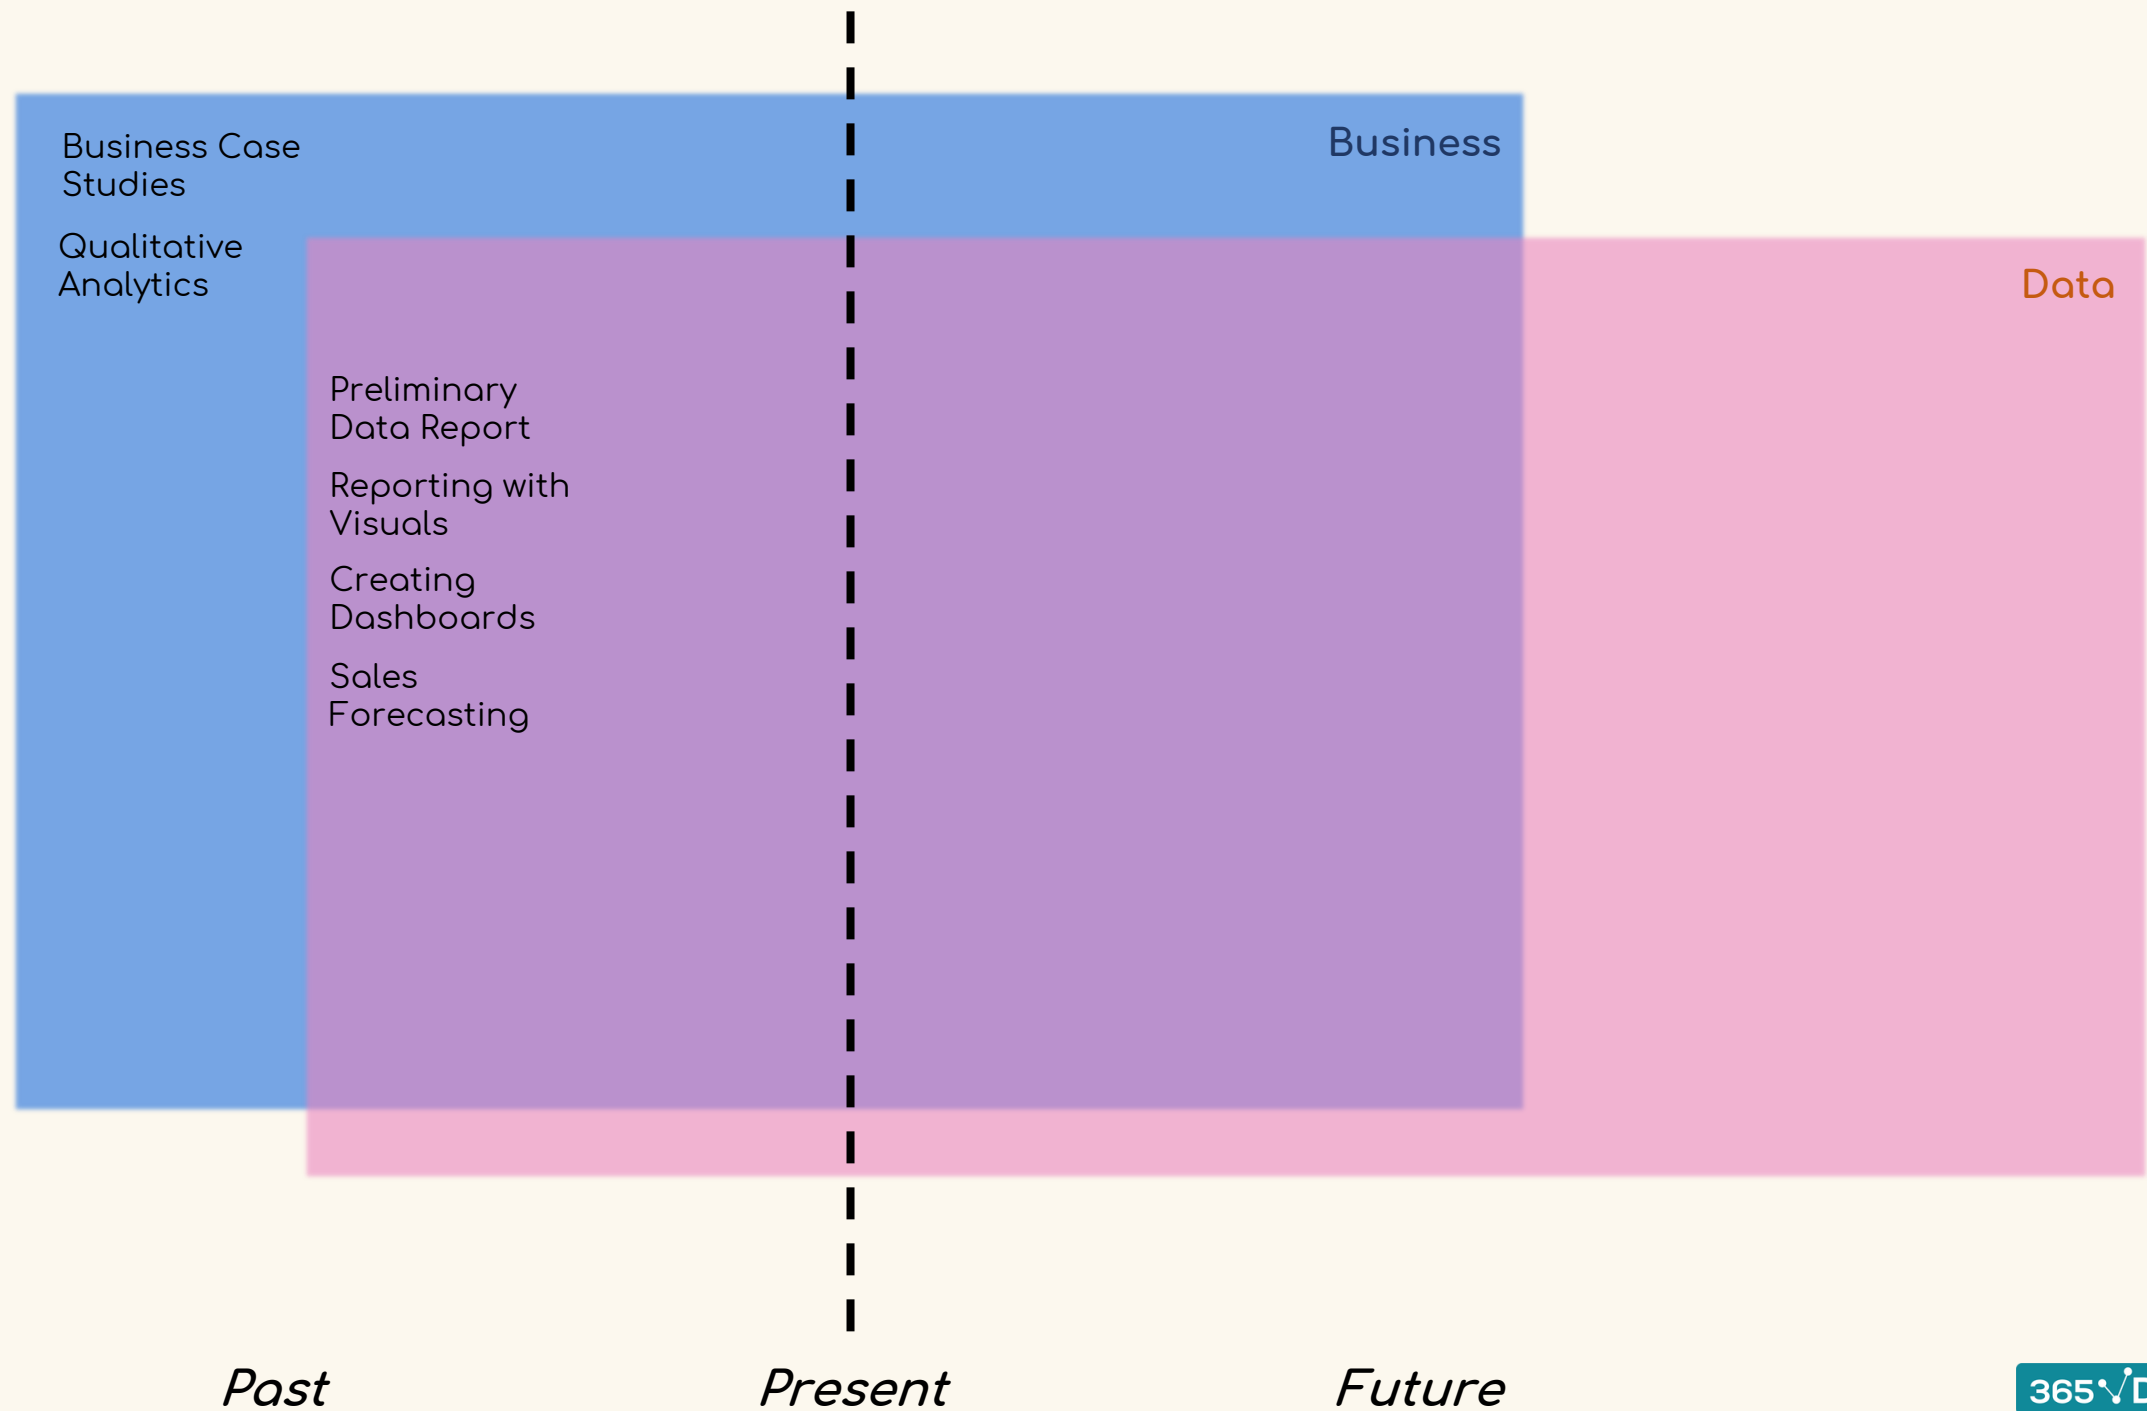 Business Case
Studies
Business
Qualitative
Analytics
Data
Preliminary
Data Report
Reporting with
Visuals
Creating
Dashboards
Sales
Forecasting
Past
Present
Future
365